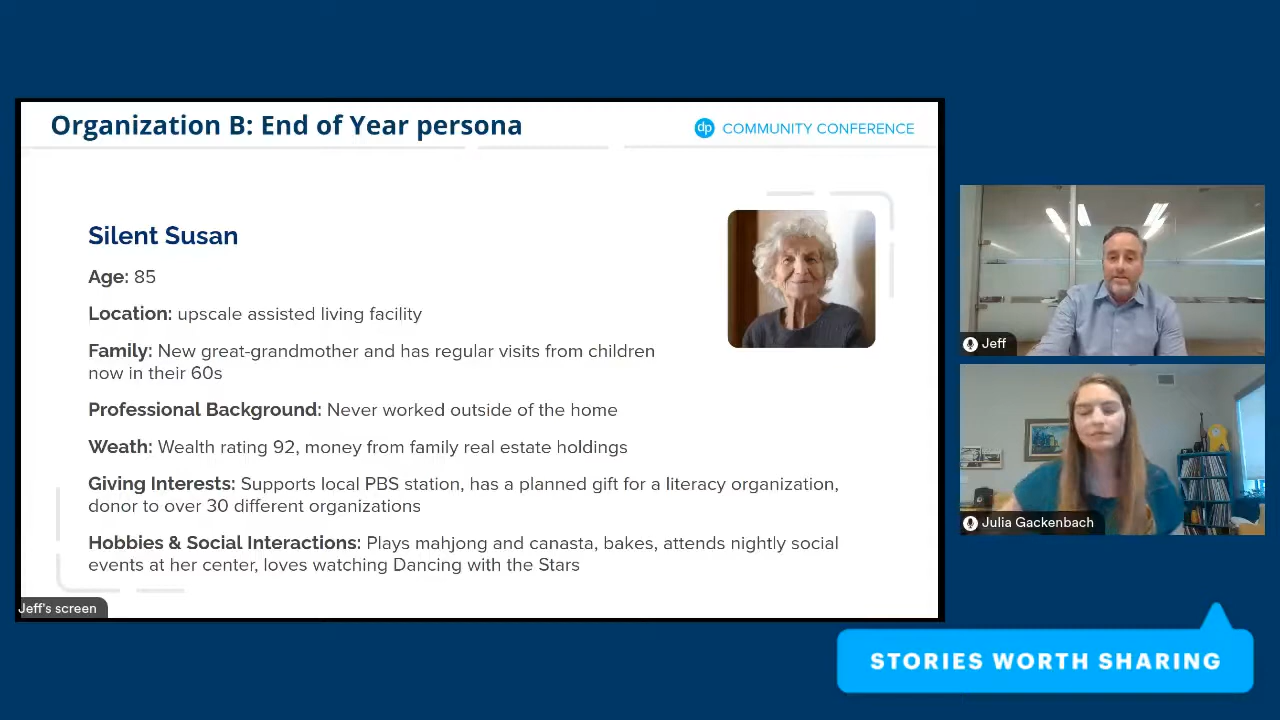 Organization B: End of Year persona
dp COMMUNITY CONFERENCE
Silent Susan
Age: 85
Location: upscale assisted living facility
Family: New great-grandmother and has regular visits from children
now in their 60s
Professional Background: Never worked outside of the home
Weath: Wealth rating 92, money from family real estate holdings
Giving Interests: Supports local PBS station, has a planned gift for a literacy organization,
donor to over 30 different organizations
Hobbies & Social Interactions: Plays mahjong and canasta, bakes, attends nightly social
events at her center, loves watching Dancing with the Stars
Jeff's screen
Jeff
Julia Gackenbach
STORIES WORTH SHARING